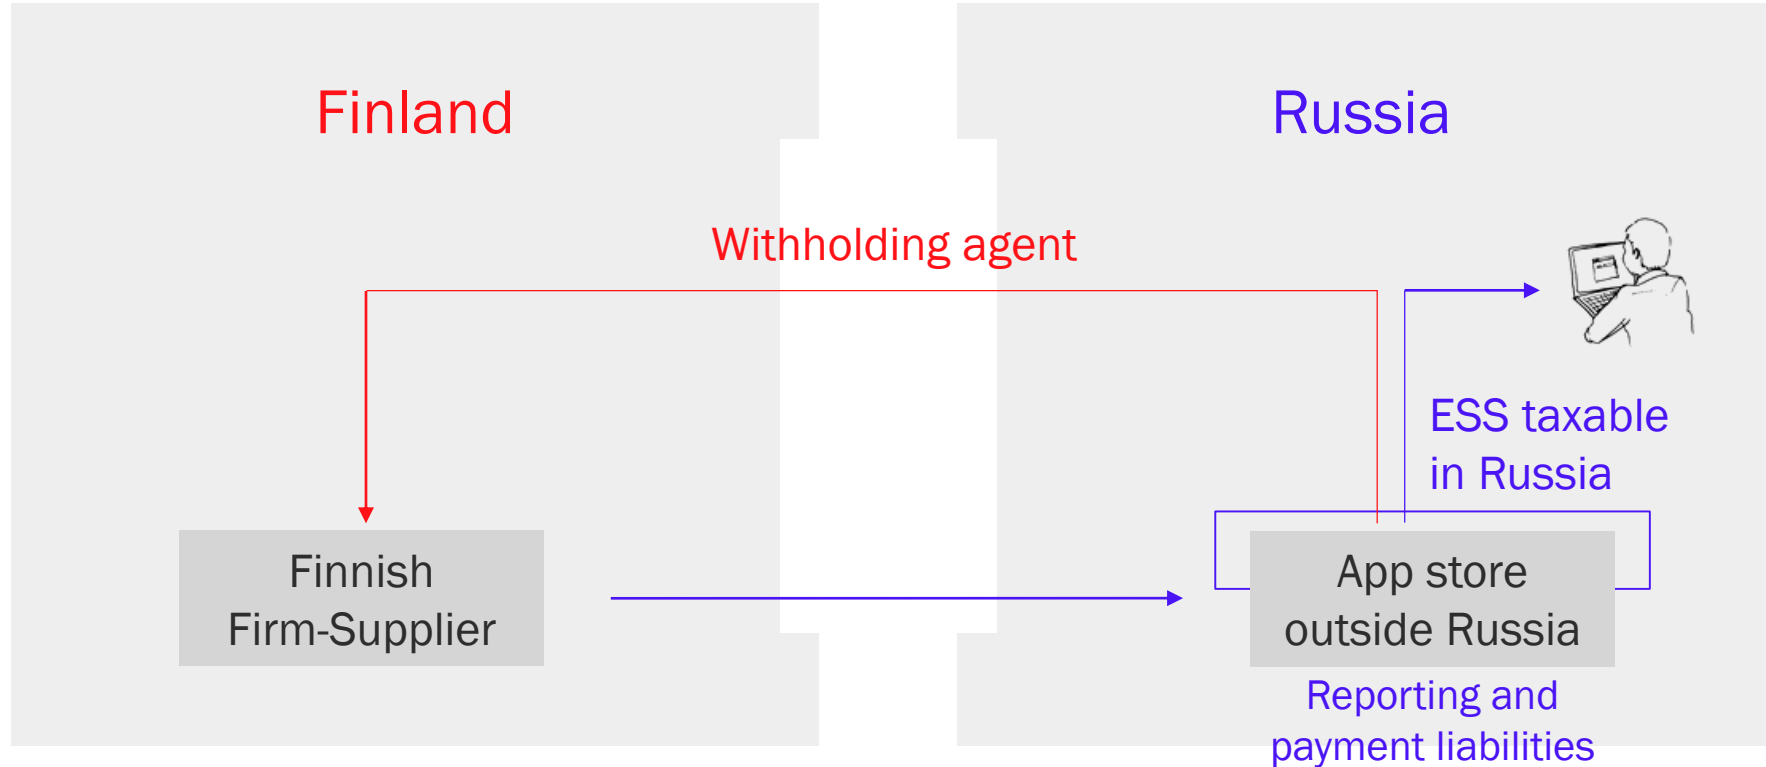 Finland
Russia
Withholding agent
ESS taxable
in Russia
Finnish
Firm-Supplier
App store
outside Russia
Reporting and
payment liabilities